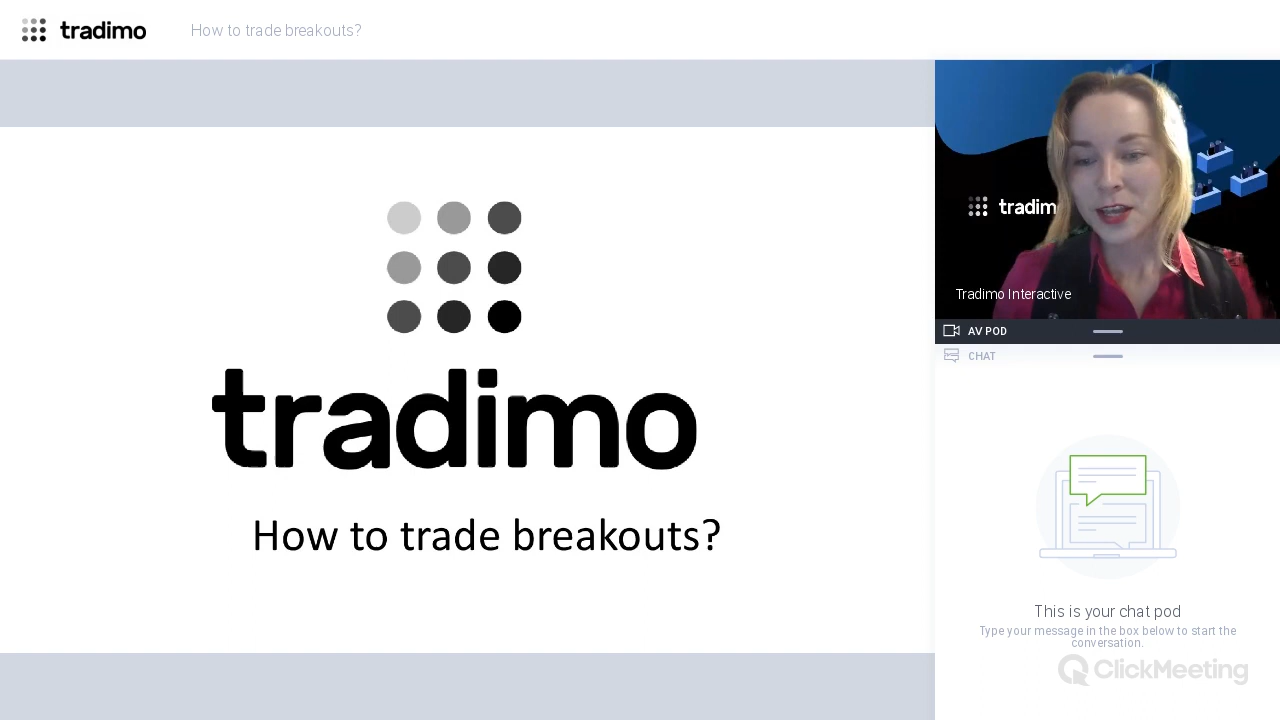 tradimo
How to trade breakouts?
tradimo
How to trade breakouts?
tradim
Tradimo Interactive
AV POD
CHAT
This is your chat pod
Type your message in the box below to start the
conversation.
ClickMeeting